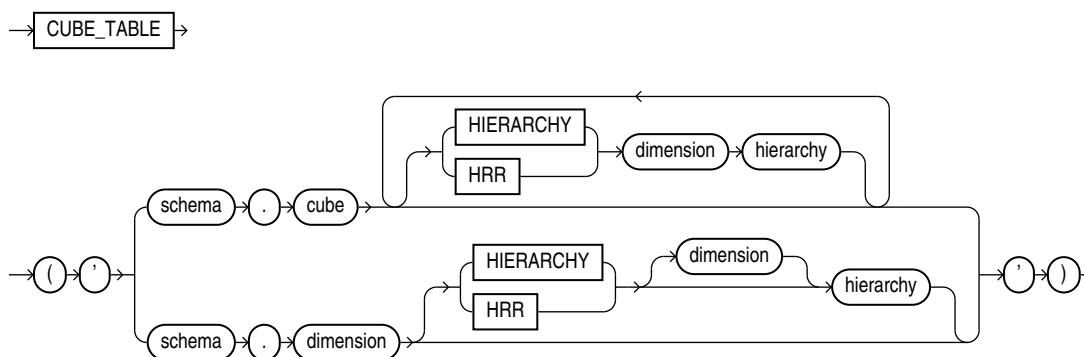 CUBE_TABLE
HIERARCHY
HRR
dimension
hierarchy
schema . cube
( '
HIERARCHY
HRR
dimension
hierarchy
' )
schema . dimension